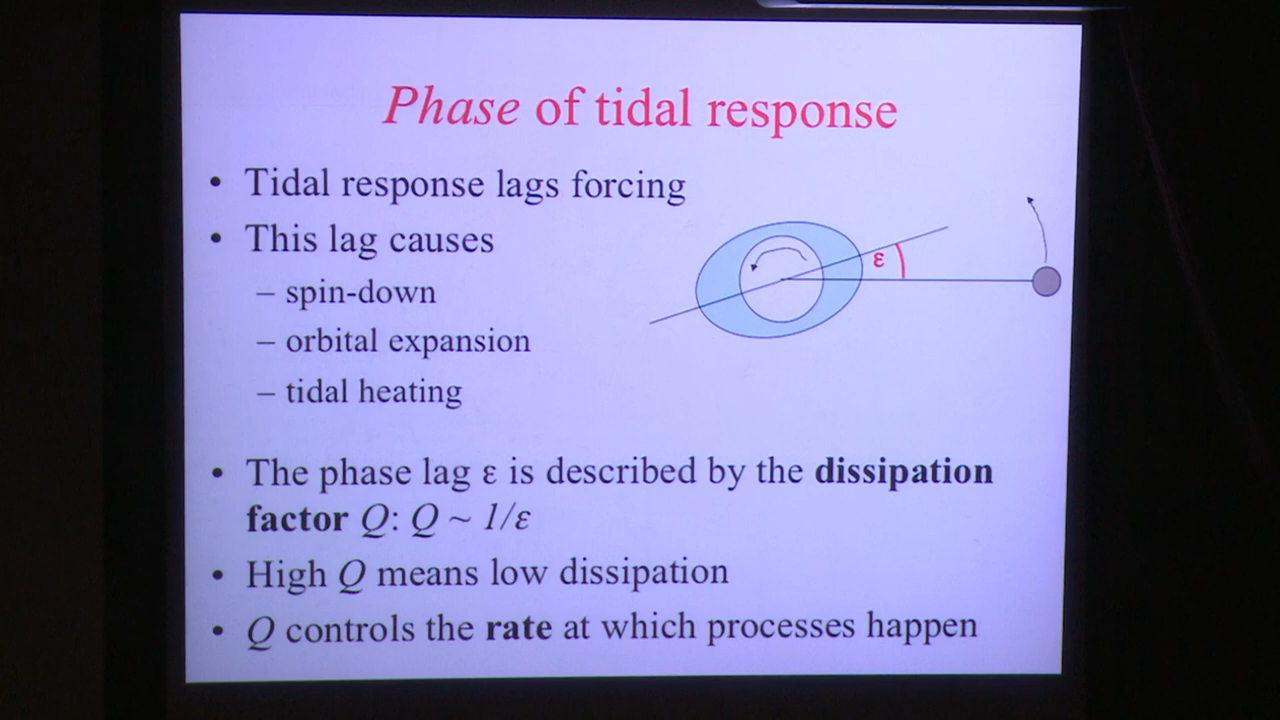 Phase of tidal response
• Tidal response lags forcing
• This lag causes
– spin-down
– orbital expansion
– tidal heating
ε
• The phase lag ε is described by the dissipation
factor Q: Q ~ 1/ε
• High Q means low dissipation
• Q controls the rate at which processes happen